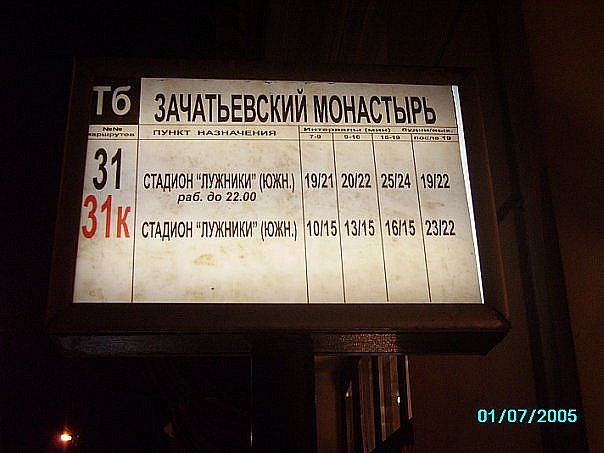 Тб ЗАЧАТЬЕВСКИЙ МОНАСТЫРЬ
№№ маршрутов ПУНКТ НАЗНАЧЕНИЯ Интервалы (мин) будни/вых.
7-9 9-16 16-19 после 19
31 СТАДИОН "ЛУЖНИКИ" (ЮЖН.) 19/21 20/22 25/24 19/22
раб. до 22.00
31к СТАДИОН "ЛУЖНИКИ" (ЮЖН.) 10/15 13/15 16/15 23/22
01/07/2005